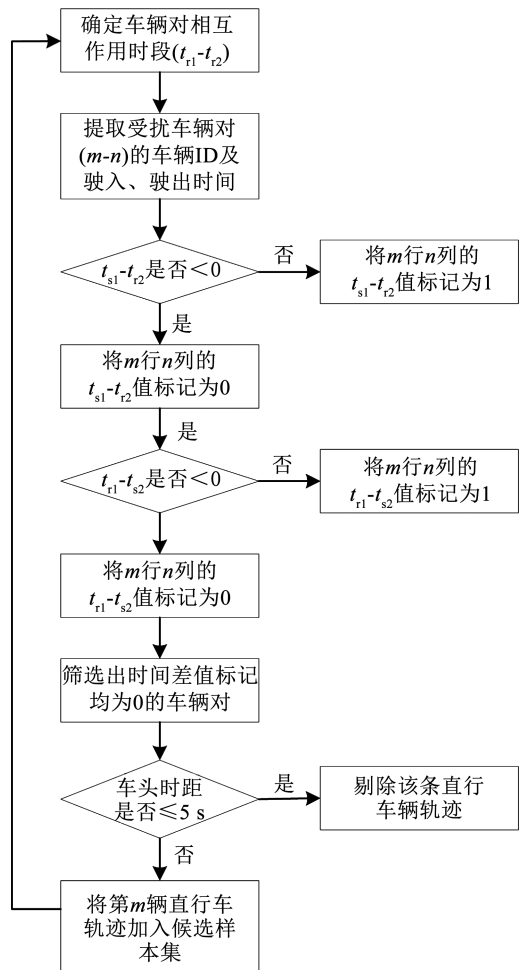 确定车辆对相互
作用时段(tr1-tr2)
提取受扰车辆对
(m-n)的车辆ID及
驶入、驶出时间
ts1-tr2是否＜0
否
将m行n列的
ts1-tr2值标记为1
是
将m行n列的
ts1-tr2值标记为0
是
tr1-ts2是否＜0
否
将m行n列的
tr1-ts2值标记为1
将m行n列的
tr1-ts2值标记为0
筛选出时间差值标记
均为0的车辆对
车头时距
是否≤5 s
是
剔除该条直行
车辆轨迹
否
将第m辆直行车
轨迹加入候选样
本集